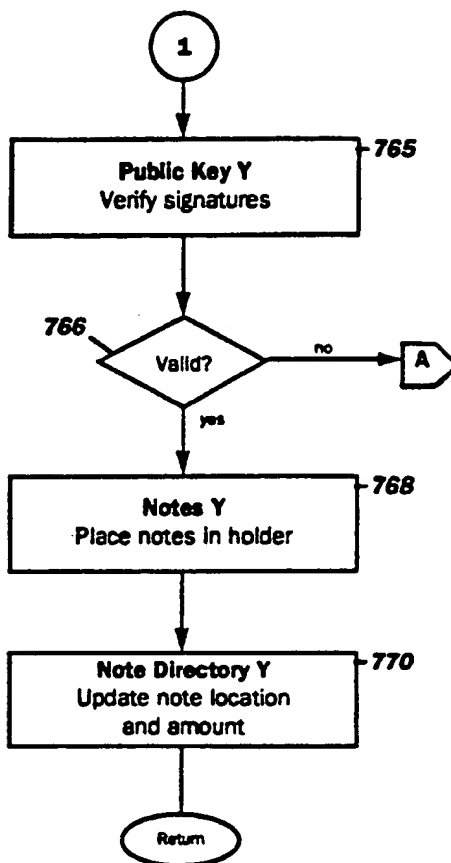 1
765
Public Key Y
Verify signatures
766
Valid?
no
A
yes
768
Notes Y
Place notes in holder
770
Note Directory Y
Update note location
and amount
Return